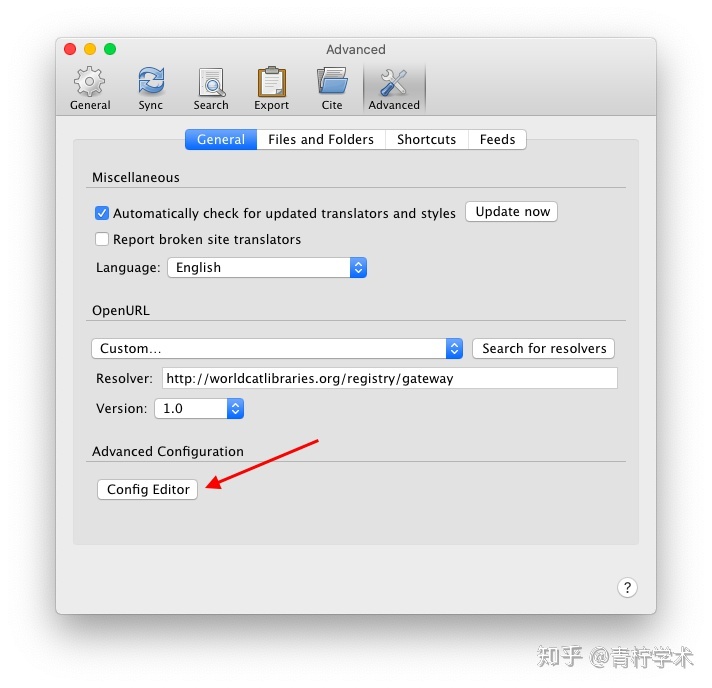 Advanced
General Sync Search Export Cite Advanced
General Files and Folders Shortcuts Feeds
Miscellaneous
Automatically check for updated translators and styles Update now
Report broken site translators
Language: English
OpenURL
Custom... Search for resolvers
Resolver: http://worldcatlibraries.org/registry/gateway
Version: 1.0
Advanced Configuration
Config Editor
?
知乎 @青柠学术